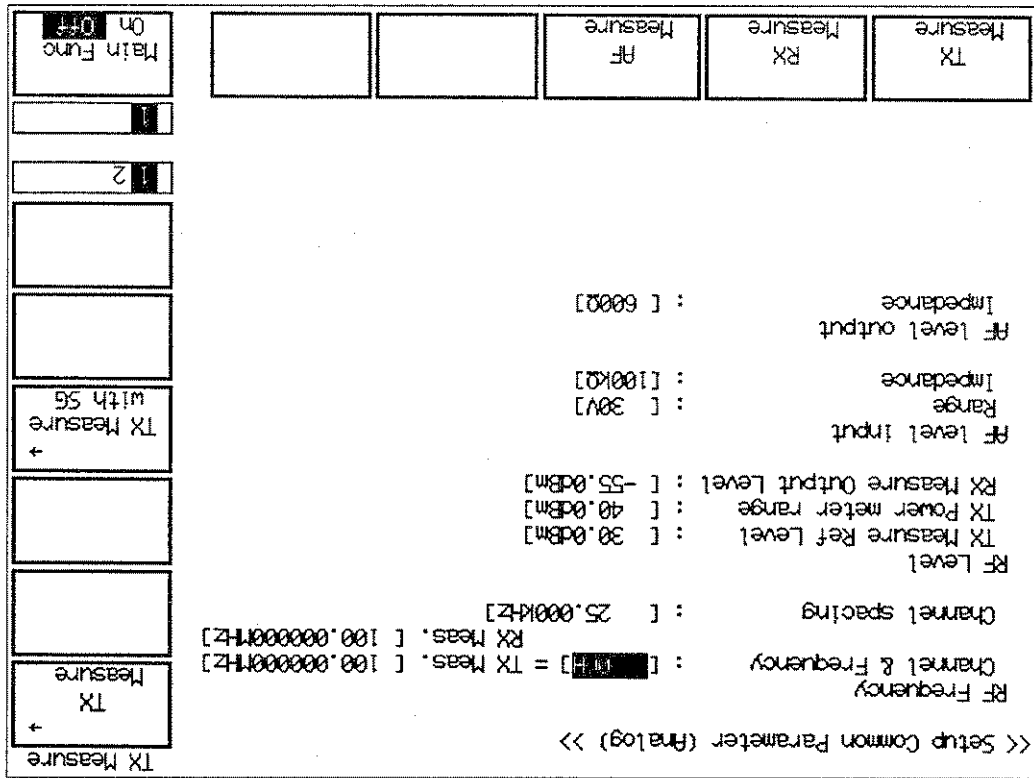 << Setup Common Parameter (Analog) >>
RF Frequency
Channel & Frequency : [ 0CH] = TX Meas. [ 100.000000MHz]
RX Meas. [ 100.000000MHz]
Channel spacing : [ 25.000kHz]
RF Level
TX Measure Ref Level : [ 30.0dBm]
TX Power meter range : [ 40.0dBm]
RX Measure Output Level : [ -55.0dBm]
AF level input
Range : [ 30V]
Impedance : [100kΩ]
AF level output
Impedance : [ 600Ω]
TX Measure
→
TX
Measure
→
TX Measure
with SG
1 2
1
TX
Measure
RX
Measure
AF
Measure
Main Func
On Off